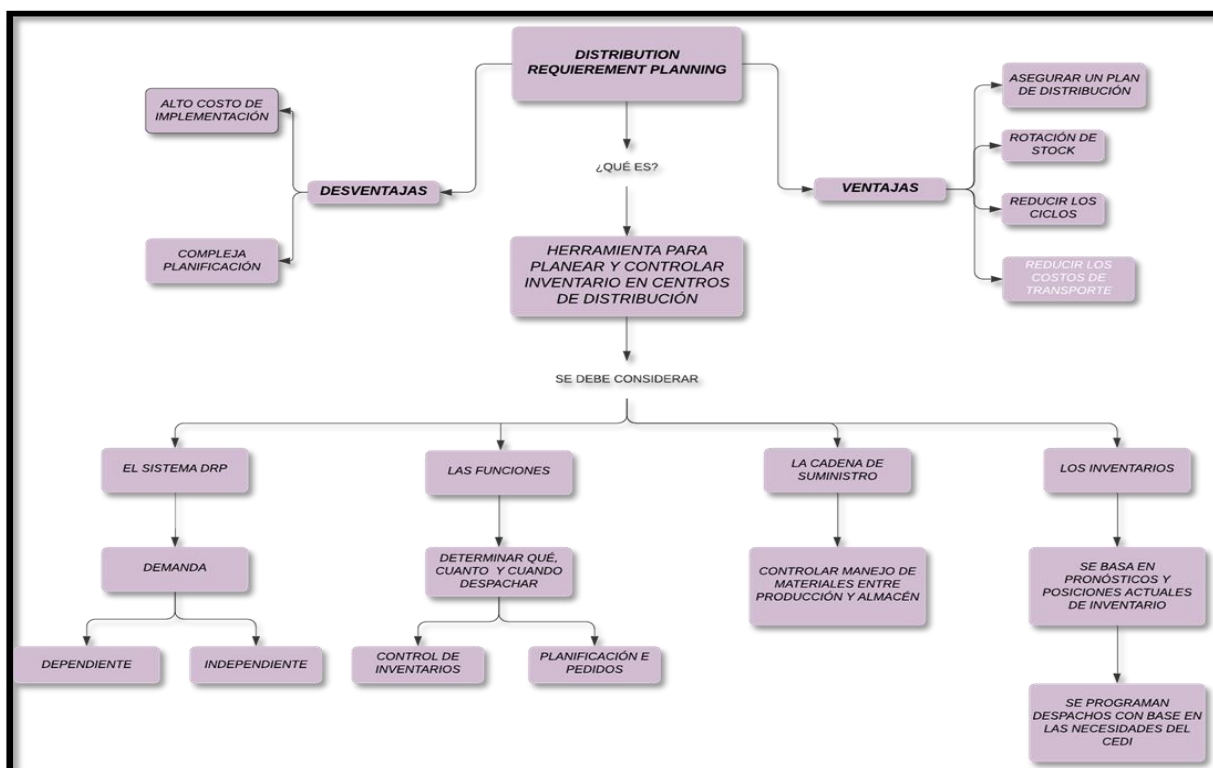 DISTRIBUTION
REQUIEREMENT PLANNING
ALTO COSTO DE
IMPLEMENTACIÓN
DESVENTAJAS
COMPLEJA
PLANIFICACIÓN
¿QUÉ ES?
VENTAJAS
ASEGURAR UN PLAN
DE DISTRIBUCIÓN
ROTACIÓN DE
STOCK
REDUCIR LOS
CICLOS
REDUCIR LOS
COSTOS DE
TRANSPORTE
HERRAMIENTA PARA
PLANEAR Y CONTROLAR
INVENTARIO EN CENTROS
DE DISTRIBUCIÓN
SE DEBE CONSIDERAR
EL SISTEMA DRP
DEMANDA
DEPENDIENTE
INDEPENDIENTE
LAS FUNCIONES
DETERMINAR QUÉ,
CUANTO Y CUANDO
DESPACHAR
CONTROL DE
INVENTARIOS
PLANIFICACIÓN E
PEDIDOS
LA CADENA DE
SUMINISTRO
CONTROLAR MANEJO DE
MATERIALES ENTRE
PRODUCCIÓN Y ALMACÉN
LOS INVENTARIOS
SE BASA EN
PRONÓSTICOS Y
POSICIONES ACTUALES
DE INVENTARIO
SE PROGRAMAN
DESPACHOS CON BASE EN
LAS NECESIDADES DEL
CEDI